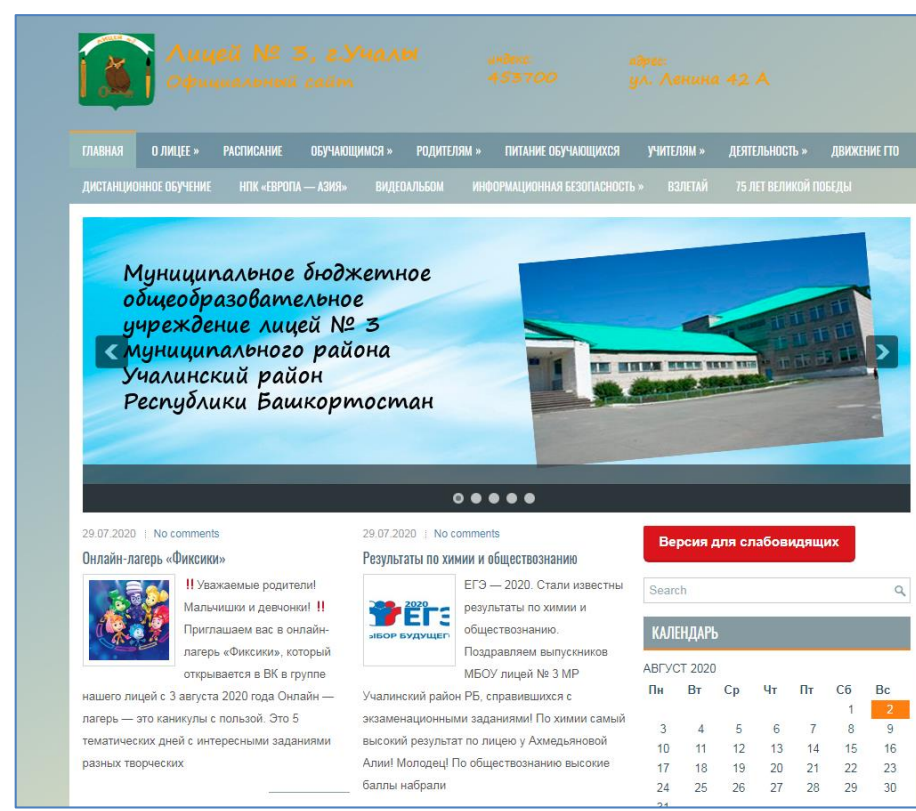 ЛИЦЕЙ №3
Лицей № 3, г.Учалы
Официальный сайт
индекс:
453700
адрес:
ул. Ленина 42 А
ГЛАВНАЯ О ЛИЦЕЕ » РАСПИСАНИЕ ОБУЧАЮЩИМСЯ » РОДИТЕЛЯМ » ПИТАНИЕ ОБУЧАЮЩИХСЯ УЧИТЕЛЯМ » ДЕЯТЕЛЬНОСТЬ » ДВИЖЕНИЕ ГТО
ДИСТАНЦИОННОЕ ОБУЧЕНИЕ НПК «ЕВРОПА — АЗИЯ» ВИДЕОАЛЬБОМ ИНФОРМАЦИОННАЯ БЕЗОПАСНОСТЬ » ВЗЛЕТАЙ 75 ЛЕТ ВЕЛИКОЙ ПОБЕДЫ
Муниципальное бюджетное
общеобразовательное
учреждение лицей № 3
муниципального района
Учалинский район
Республики Башкортостан
29.07.2020 No comments
Онлайн-лагерь «Фиксики»
!! Уважаемые родители!
Мальчишки и девчонки! !!
Приглашаем вас в онлайн-
лагерь «Фиксики», который
открывается в ВК в группе
нашего лицей с 3 августа 2020 года Онлайн —
лагерь — это каникулы с пользой. Это 5
тематических дней с интересными заданиями
разных творческих
29.07.2020 No comments
Результаты по химии и обществознанию
2020
ЕГЭ
ЫБОР БУДУЩЕГ
ЕГЭ — 2020. Стали известны
результаты по химии и
обществознанию.
Поздравляем выпускников
МБОУ лицей № 3 МР
Учалинский район РБ, справившихся с
экзаменационными заданиями! По химии самый
высокий результат по лицею у Ахмедьяновой
Алии! Молодец! По обществознанию высокие
баллы набрали
Версия для слабовидящих
Search
КАЛЕНДАРЬ
АВГУСТ 2020
Пн Вт Ср Чт Пт Сб Вс
1 2
3 4 5 6 7 8 9
10 11 12 13 14 15 16
17 18 19 20 21 22 23
24 25 26 27 28 29 30
31